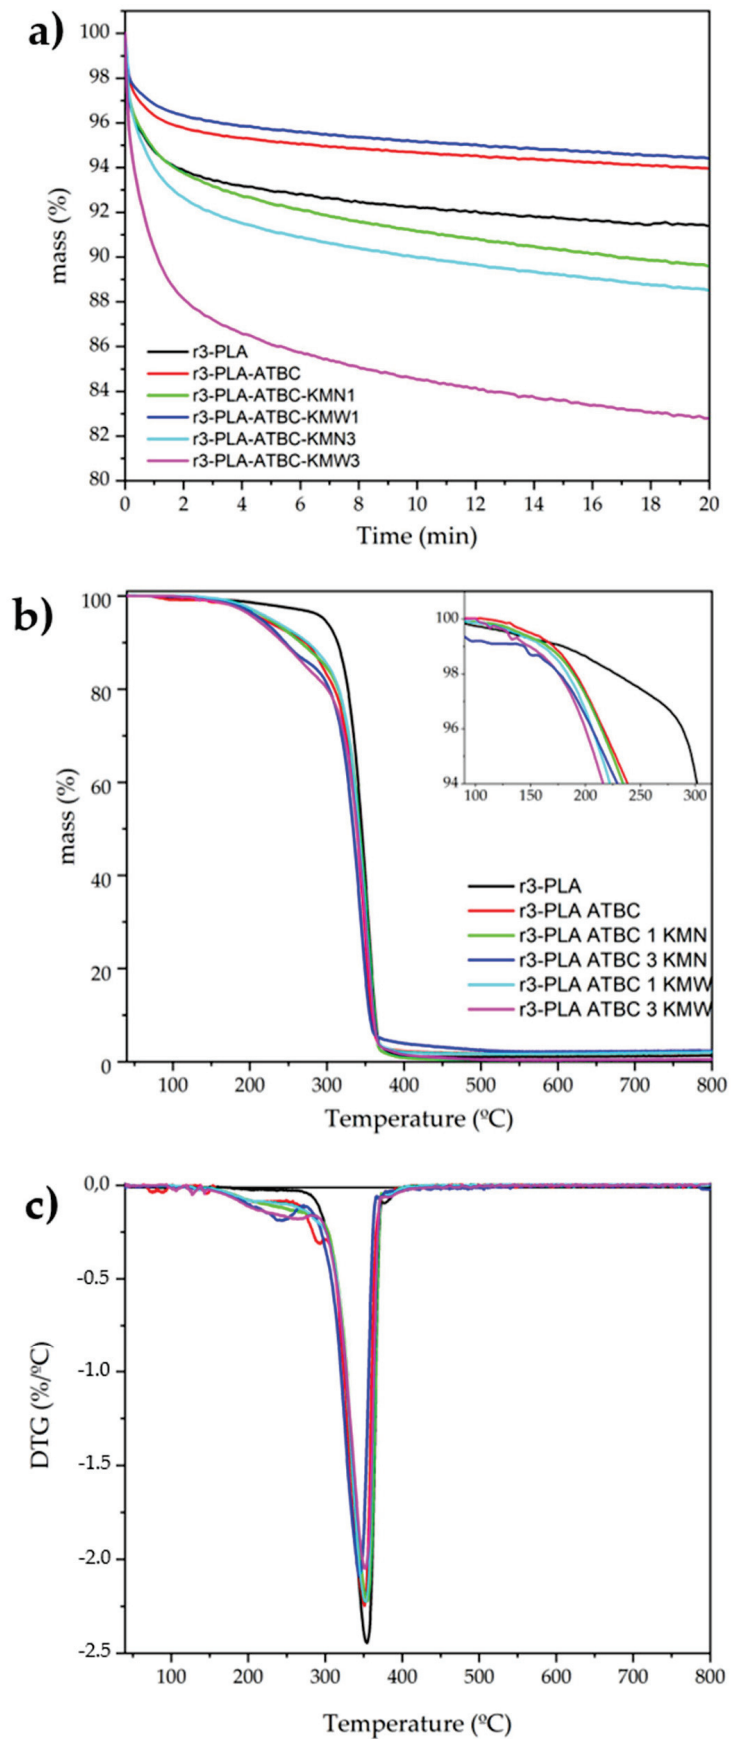 a)
100
98
96
94
92
90
88
86
84
82
80
mass (%)
r3-PLA
r3-PLA-ATBC
r3-PLA-ATBC-KMN1
r3-PLA-ATBC-KMW1
r3-PLA-ATBC-KMN3
r3-PLA-ATBC-KMW3
0 2 4 6 8 10 12 14 16 18 20
Time (min)
b)
100
80
60
40
20
0
mass (%)
100
98
96
94
100 150 200 250 300
r3-PLA
r3-PLA ATBC
r3-PLA ATBC 1 KMN
r3-PLA ATBC 3 KMN
r3-PLA ATBC 1 KMW
r3-PLA ATBC 3 KMW
100 200 300 400 500 600 700 800
Temperature (ºC)
c)
0,0
-0.5
-1.0
-1.5
-2.0
-2.5
DTG (%/ºC)
100 200 300 400 500 600 700 800
Temperature (ºC)